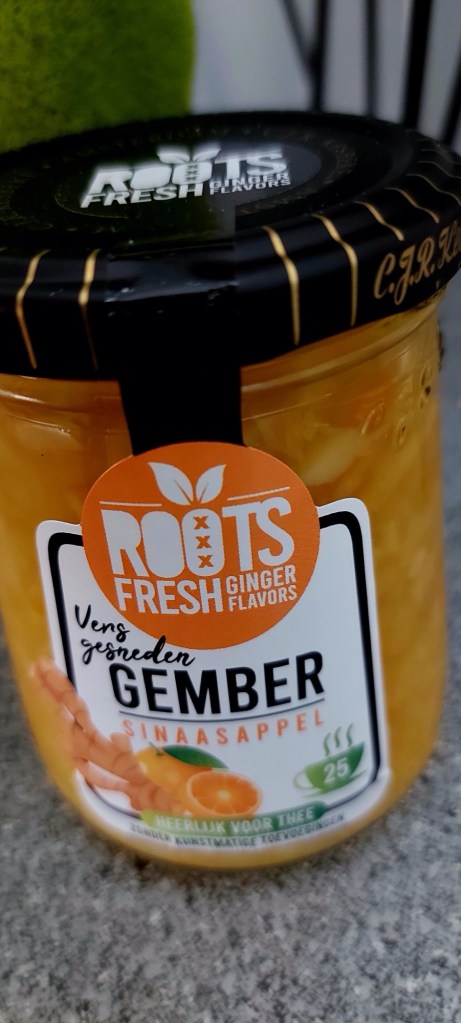 ROOTS
FRESH GINGER
FLAVORS
C.J.R.
ROOTS
XXX
FRESH GINGER
FLAVORS
Vers
gesneden
GEMBER
SINAASAPPEL
25
HEERLIJK VOOR THEE
ZONDER KUNSTMATIGE TOEVOEGINGEN